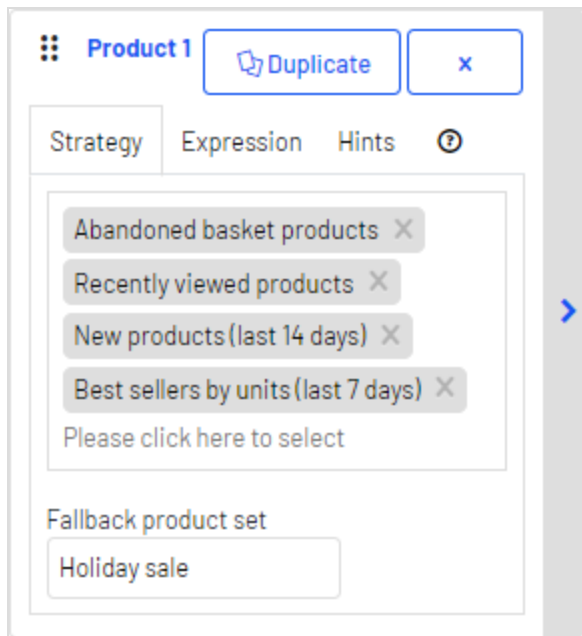 Product 1
Duplicate
x
Strategy
Expression
Hints
?
Abandoned basket products X
Recently viewed products X
New products (last 14 days) X
Best sellers by units (last 7 days) X
Please click here to select
Fallback product set
Holiday sale